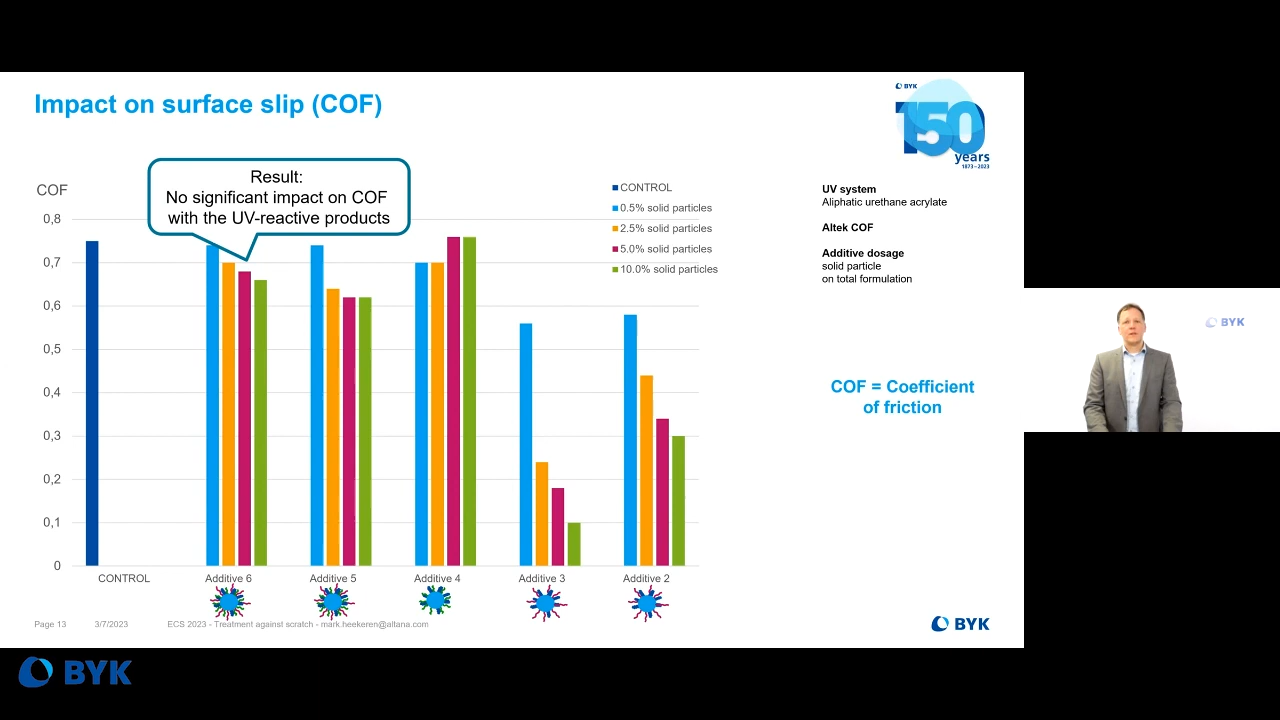 Impact on surface slip (COF)
BYK
150
years
1873–2023
Result:
No significant impact on COF
with the UV-reactive products
COF
0,8
0,7
0,6
0,5
0,4
0,3
0,2
0,1
0
CONTROL
0.5% solid particles
2.5% solid particles
5.0% solid particles
10.0% solid particles
UV system
Aliphatic urethane acrylate
Altek COF
Additive dosage
solid particle
on total formulation
COF = Coefficient
of friction
BYK
CONTROL
Additive 6
Additive 5
Additive 4
Additive 3
Additive 2
Page 13
3/7/2023
ECS 2023 - Treatment against scratch - mark.heekeren@altana.com
BYK
BYK